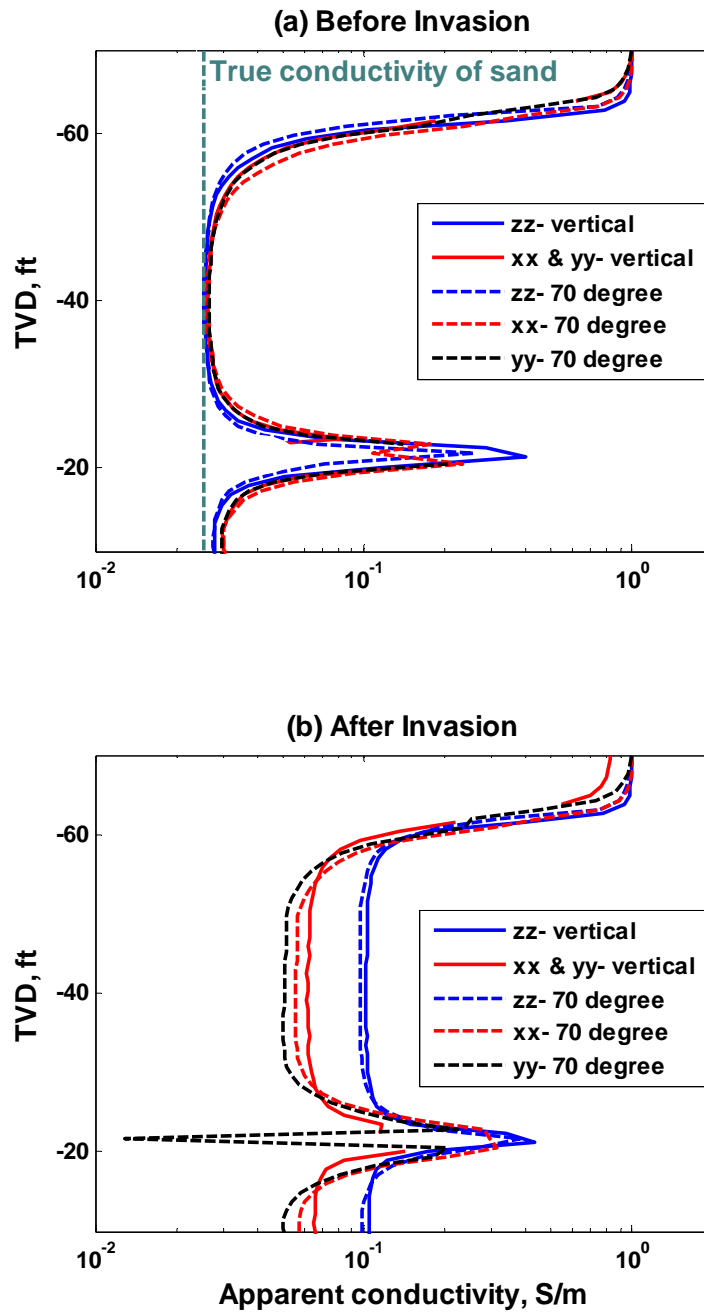 (a) Before Invasion
True conductivity of sand
-60
-40
-20
TVD, ft
zz- vertical
xx & yy- vertical
zz- 70 degree
xx- 70 degree
yy- 70 degree
10^-2
10^-1
10^0
(b) After Invasion
-60
-40
-20
TVD, ft
zz- vertical
xx & yy- vertical
zz- 70 degree
xx- 70 degree
yy- 70 degree
10^-2
10^-1
10^0
Apparent conductivity, S/m